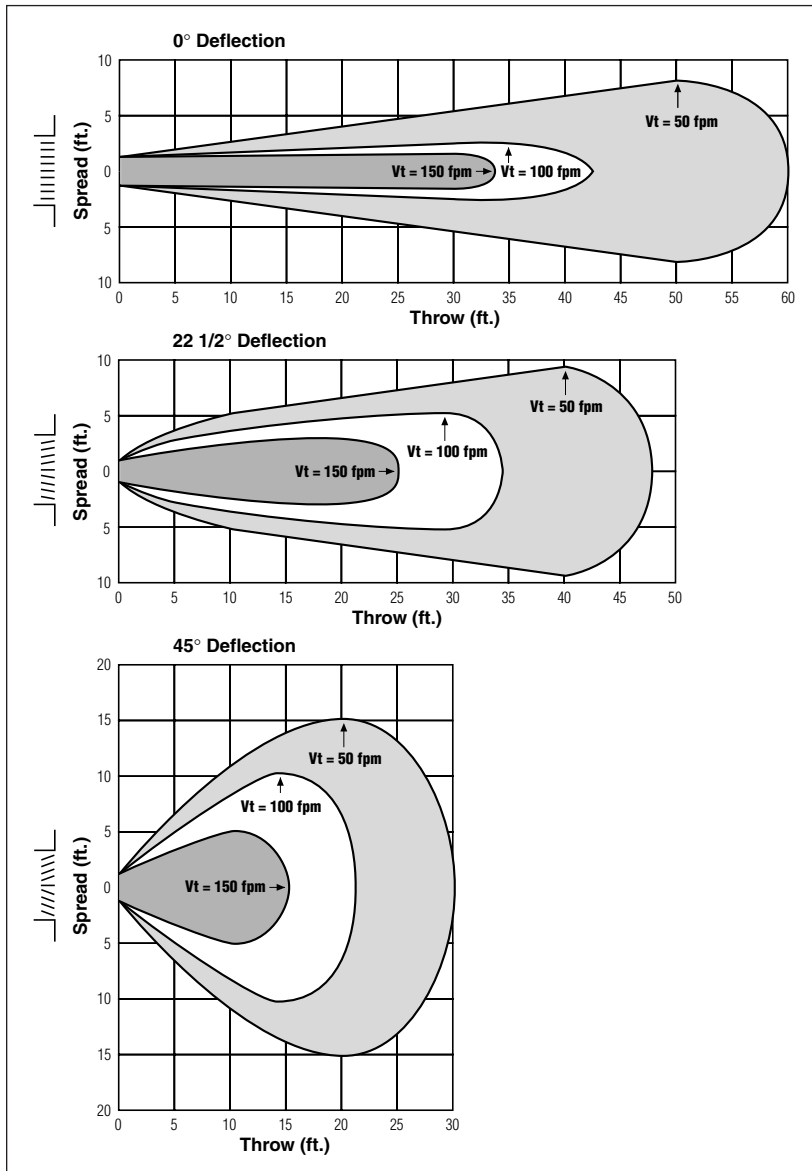 0° Deflection
10
5
0
5
10
Spread (ft.)
Vt = 50 fpm
Vt = 150 fpm
Vt = 100 fpm
0 5 10 15 20 25 30 35 40 45 50 55 60
Throw (ft.)
22 1/2° Deflection
10
5
0
5
10
Spread (ft.)
Vt = 50 fpm
Vt = 100 fpm
Vt = 150 fpm
0 5 10 15 20 25 30 35 40 45 50
Throw (ft.)
45° Deflection
20
15
10
5
0
5
10
15
20
Spread (ft.)
Vt = 50 fpm
Vt = 100 fpm
Vt = 150 fpm
0 5 10 15 20 25 30
Throw (ft.)